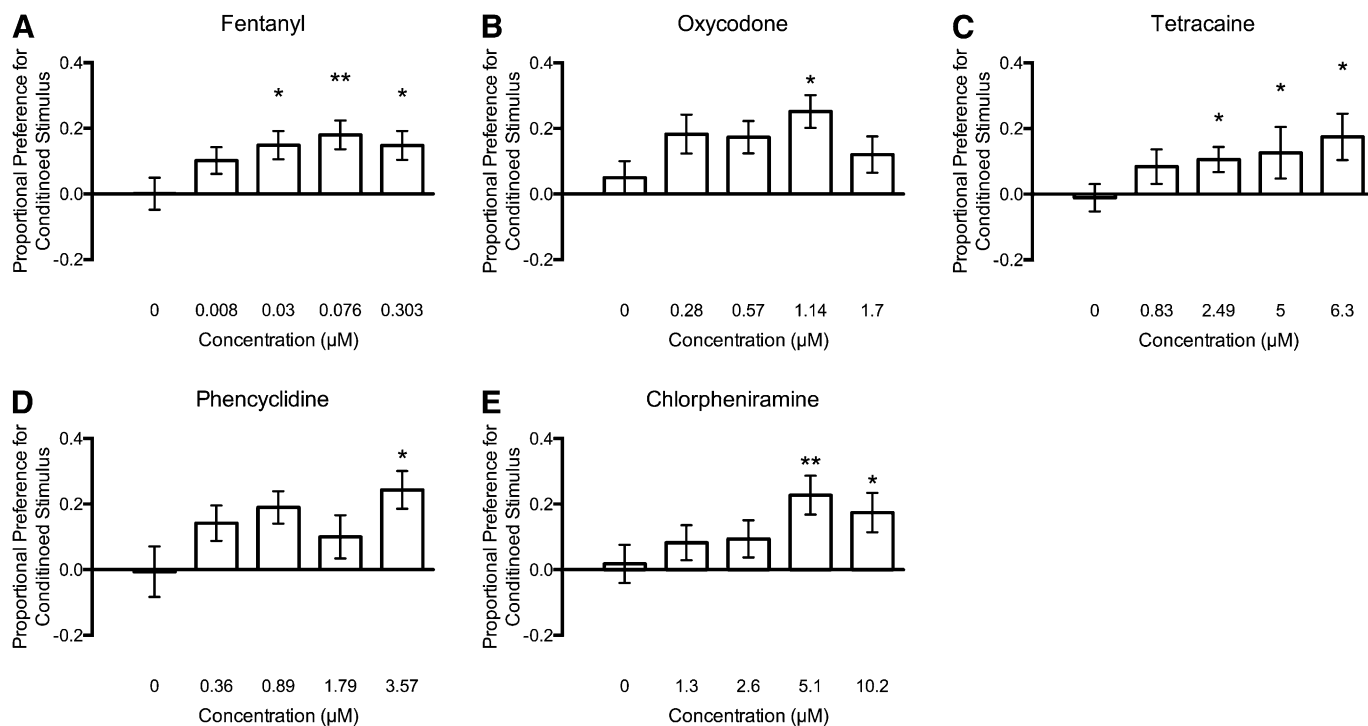 A
Fentanyl
Proportional Preference for
Conditinoed Stimulus
0.4
0.2
0.0
-0.2
*
**
*
0 0.008 0.03 0.076 0.303
Concentration (µM)
B
Oxycodone
Proportional Preference for
Conditinoed Stimulus
0.4
0.2
0.0
-0.2
*
0 0.28 0.57 1.14 1.7
Concentration (µM)
C
Tetracaine
Proportional Preference for
Conditinoed Stimulus
0.4
0.2
0.0
-0.2
*
*
*
0 0.83 2.49 5 6.3
Concentration (µM)
D
Phencyclidine
Proportional Preference for
Conditinoed Stimulus
0.4
0.2
0.0
-0.2
*
0 0.36 0.89 1.79 3.57
Concentration (µM)
E
Chlorpheniramine
Proportional Preference for
Conditinoed Stimulus
0.4
0.2
0.0
-0.2
**
*
0 1.3 2.6 5.1 10.2
Concentration (µM)